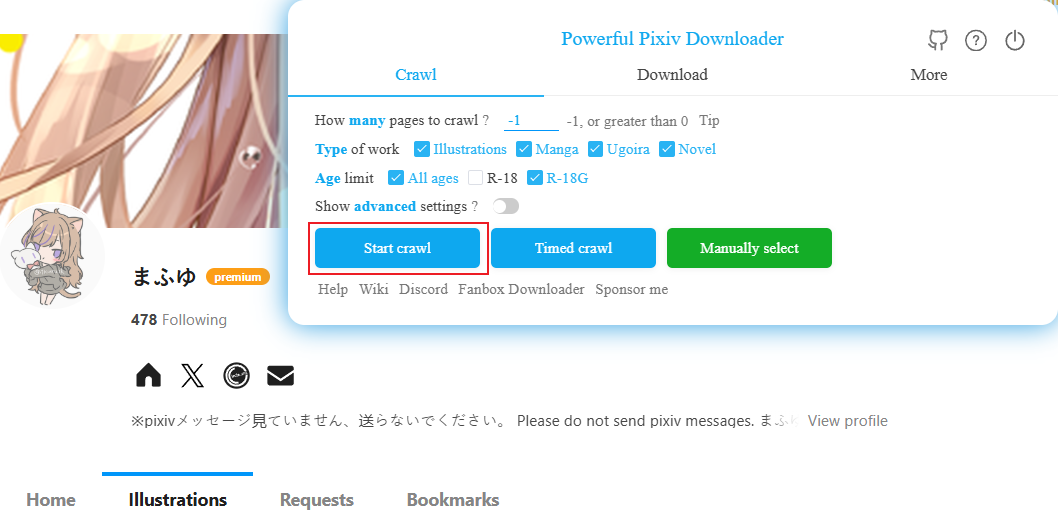 Powerful Pixiv Downloader
Crawl Download More
How many pages to crawl ? -1 -1, or greater than 0 Tip
Type of work Illustrations Manga Ugoira Novel
Age limit All ages R-18 R-18G
Show advanced settings ?
Start crawl Timed crawl Manually select
Help Wiki Discord Fanbox Downloader Sponsor me
まふゆ premium
478 Following
※pixivメッセージ見ていません、送らないでください。 Please do not send pixiv messages. まふゆ View profile
Home Illustrations Requests Bookmarks